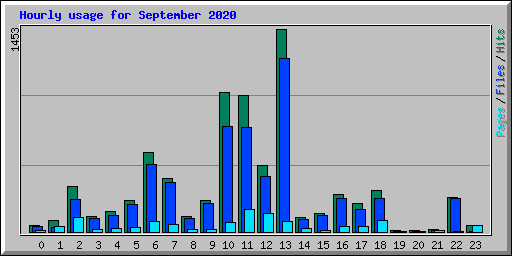 Hourly usage for September 2020
1453
Pages/Files/Hits
0 1 2 3 4 5 6 7 8 9 10 11 12 13 14 15 16 17 18 19 20 21 22 23